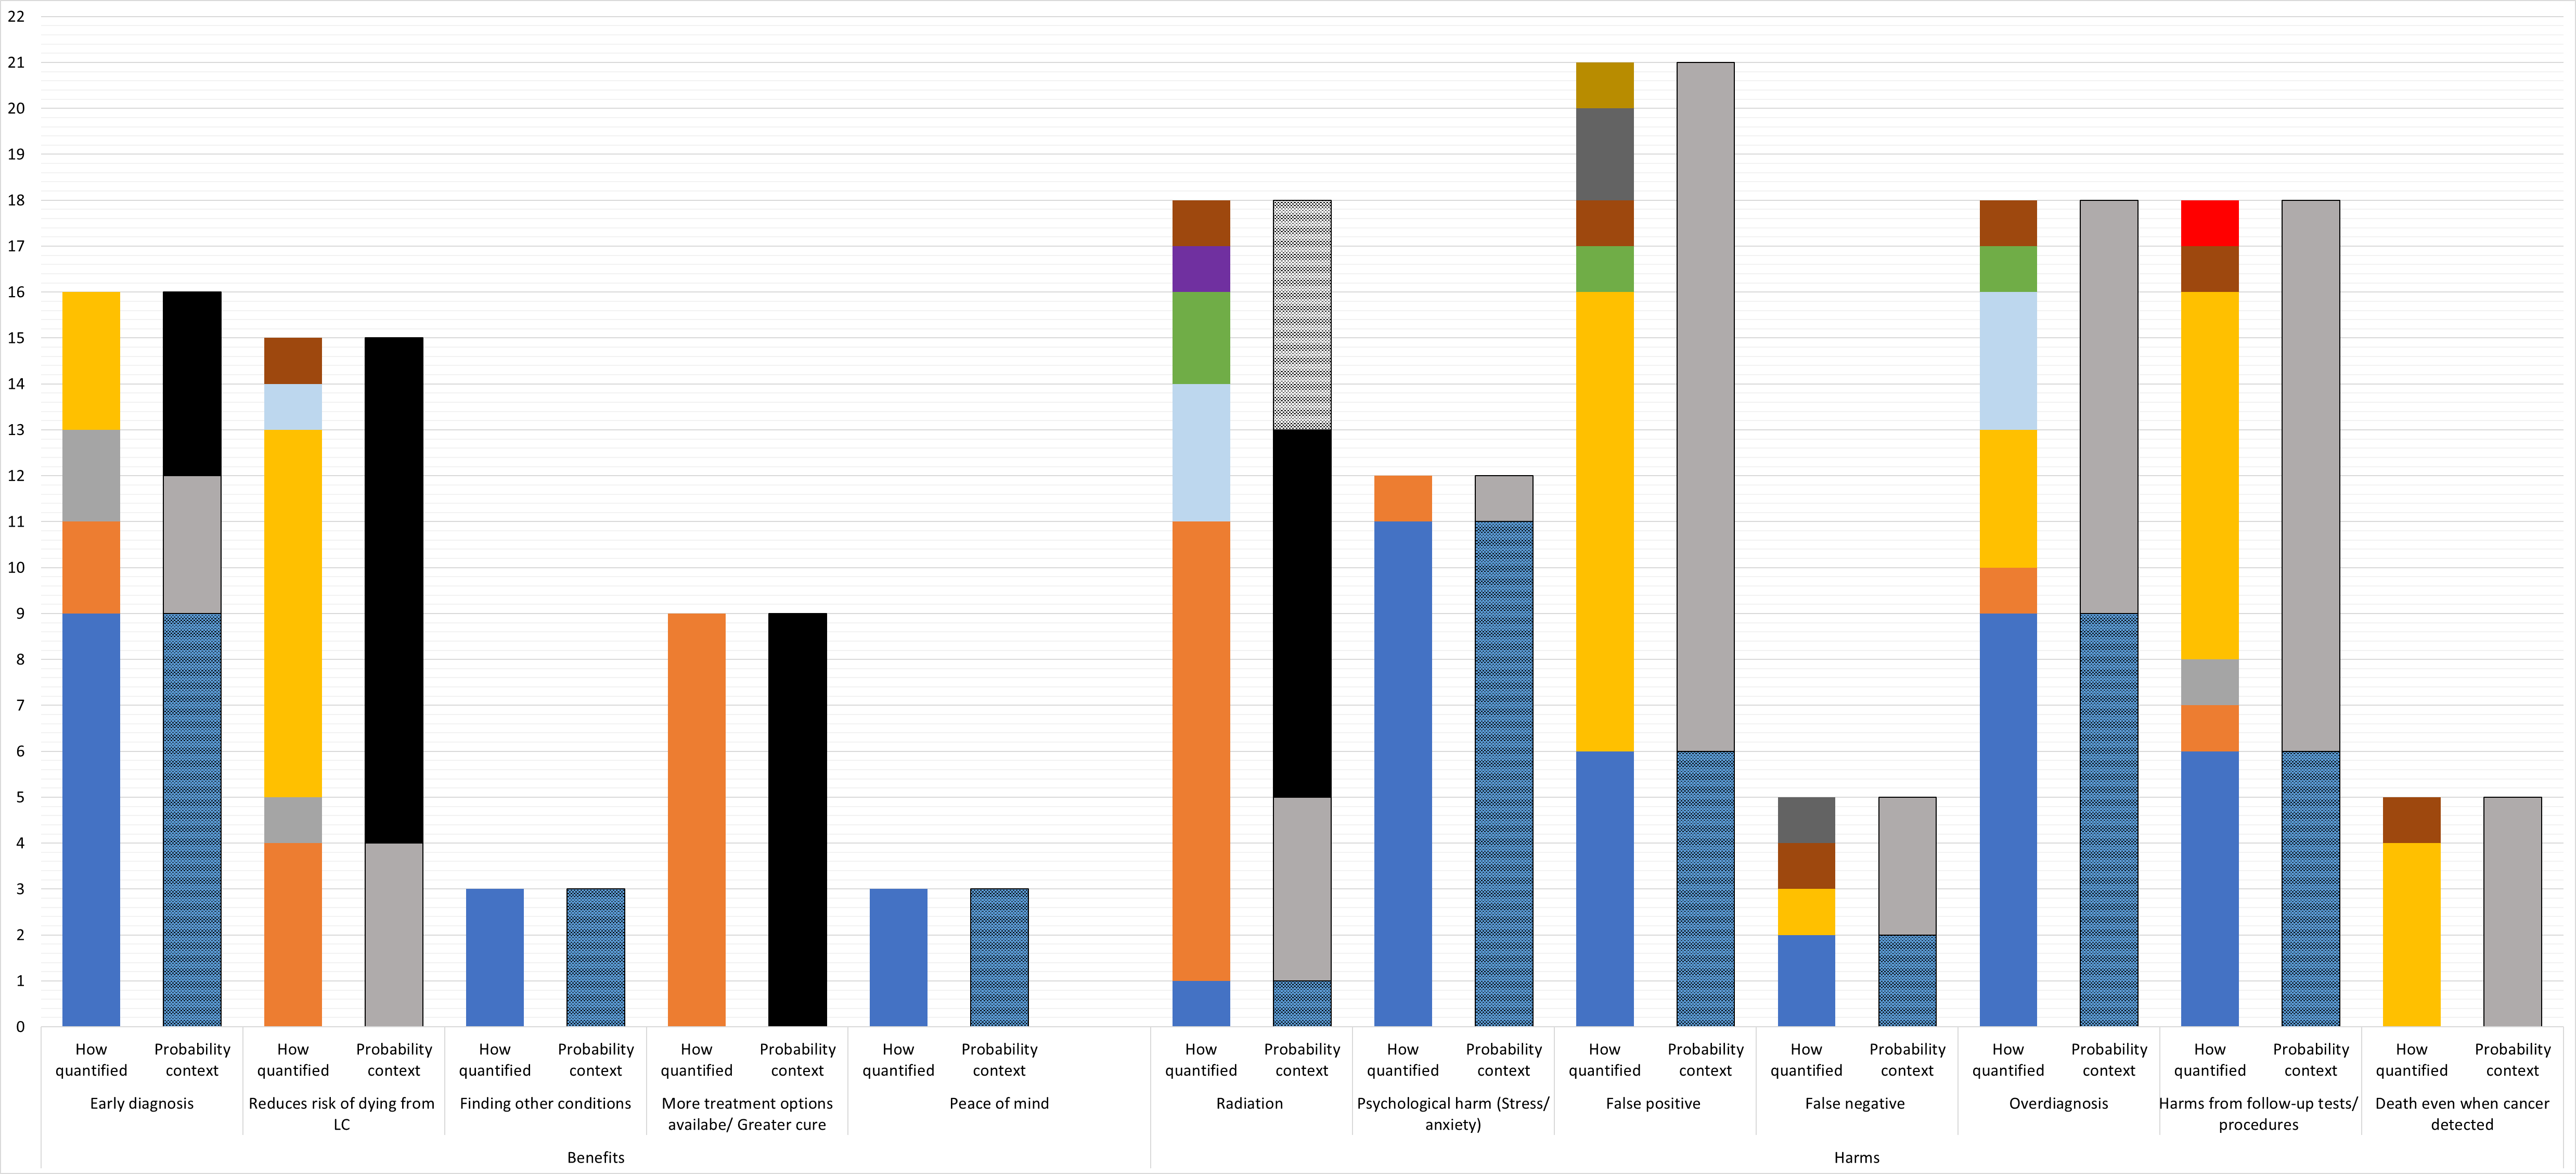 22
21
20
19
18
17
16
15
14
13
12
11
10
9
8
7
6
5
4
3
2
1
0
How quantified
Probability context
How quantified
Probability context
How quantified
Probability context
How quantified
Probability context
How quantified
Probability context
How quantified
Probability context
How quantified
Probability context
How quantified
Probability context
How quantified
Probability context
How quantified
Probability context
How quantified
Probability context
How quantified
Probability context
Early diagnosis
Reduces risk of dying from
LC
Finding other conditions
More treatment options
availabe/ Greater cure
Peace of mind
Radiation
Psychological harm (Stress/
anxiety)
False positive
False negative
Overdiagnosis
Harms from follow-up tests/
procedures
Death even when cancer
detected
Benefits
Harms